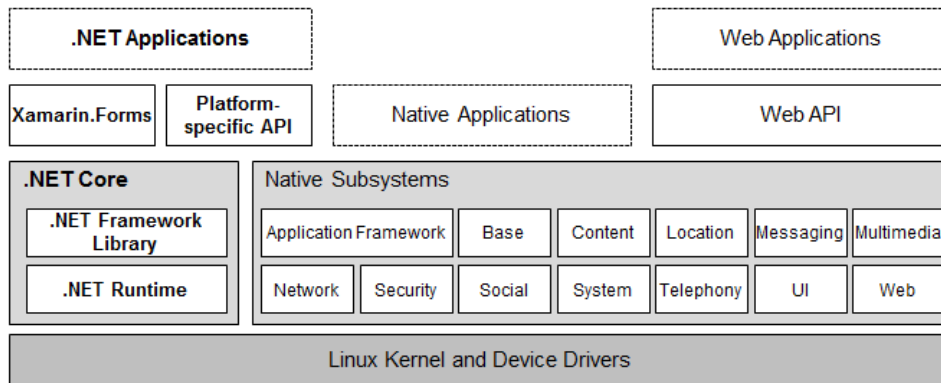 .NET Applications
Web Applications
Xamarin.Forms
Platform-
specific API
Native Applications
Web API
.NET Core
Native Subsystems
.NET Framework
Library
Application Framework
Base
Content
Location
Messaging
Multimedia
.NET Runtime
Network
Security
Social
System
Telephony
UI
Web
Linux Kernel and Device Drivers